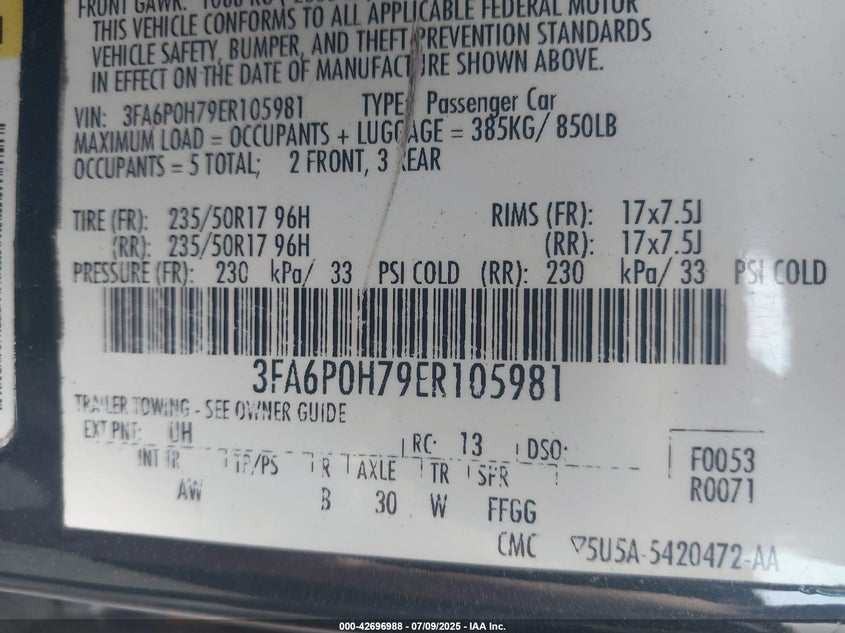 THIS VEHICLE CONFORMS TO ALL APPLICABLE FEDERAL MOTOR
VEHICLE SAFETY, BUMPER, AND THEFT PREVENTION STANDARDS
IN EFFECT ON THE DATE OF MANUFACTURE SHOWN ABOVE.
VIN: 3FA6P0H79ER105981 TYPE: Passenger Car
MAXIMUM LOAD = OCCUPANTS + LUGGAGE = 385KG/ 850LB
OCCUPANTS = 5 TOTAL; 2 FRONT, 3 REAR
TIRE (FR): 235/50R17 96H RIMS (FR): 17x7.5J
(RR): 235/50R17 96H (RR): 17x7.5J
PRESSURE (FR): 230 kPa/ 33 PSI COLD (RR): 230 kPa/ 33 PSI COLD
3FA6P0H79ER105981
TRAILER TOWING - SEE OWNER GUIDE
EXT PNT: UH RC: 13 DSO:
INT TR TP/PS R AXLE TR SPR F0053
AW B 30 W FFGG R0071
CMC ▽5U5A-5420472-AA
000-42696988 - 07/09/2025 - IAA Inc.